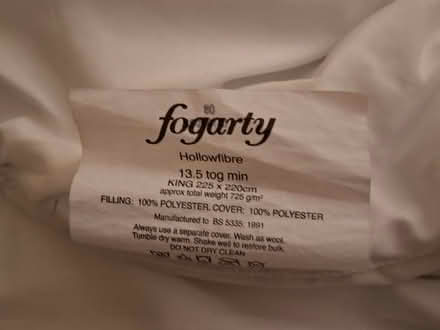 80
fogarty
Hollowfibre
13.5 tog min
KING 225 x 220cm
approx total weight 725 g/m²
FILLING: 100% POLYESTER. COVER: 100% POLYESTER
Manufactured to BS 5335: 1991
Always use a separate cover. Wash as wool.
Tumble dry warm. Shake well to restore bulk.
DO NOT DRY CLEAN